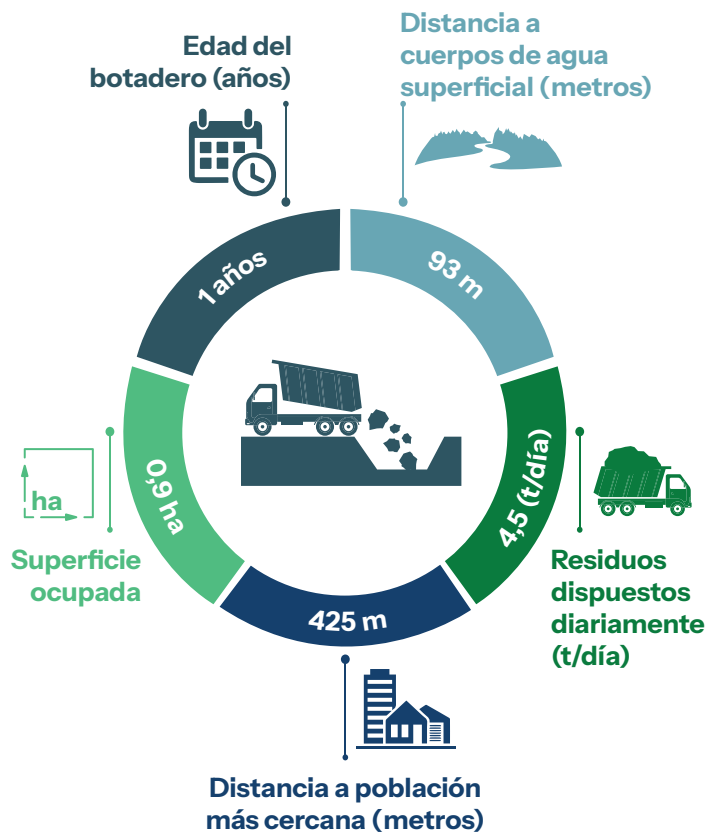 Edad del
botadero (años)
Distancia a
cuerpos de agua
superficial (metros)
1 años
93 m
0,9 ha
4,5 (t/día)
ha
Superficie
ocupada
Residuos
dispuestos
diariamente
(t/día)
425 m
Distancia a población
más cercana (metros)